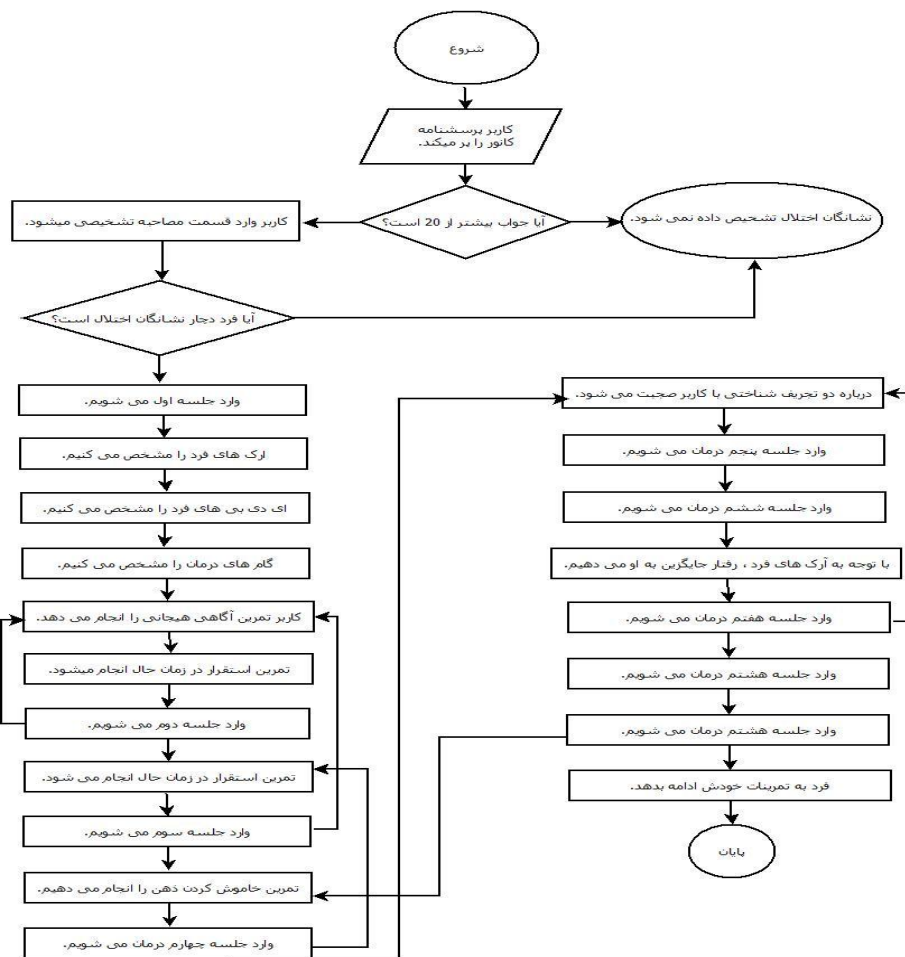 شروع
کاربر پرسشنامه
کانور را پر میکند.
آیا جواب بیشتر از 20 است؟
نشانگان اختلال تشخیص داده نمی شود.
کاربر وارد قسمت مصاحبه تشخیصی میشود.
آیا فرد دچار نشانگان اختلال است؟
وارد جلسه اول می شویم.
ارک های فرد را مشخص می کنیم.
ای دی بی های فرد را مشخص می کنیم.
گام های درمان را مشخص می کنیم.
کاربر تمرین آگاهی هیجانی را انجام می دهد.
تمرین استقرار در زمان حال انجام میشود.
وارد جلسه دوم می شویم.
تمرین استقرار در زمان حال انجام می شود.
وارد جلسه سوم می شویم.
تمرین خاموش کردن ذهن را انجام می دهیم.
وارد جلسه چهارم درمان می شویم.
درباره دو تحریف شناختی با کاربر صحبت می شود.
وارد جلسه پنجم درمان می شویم.
وارد جلسه ششم درمان می شویم.
با توجه به آرک های فرد ، رفتار جایگزین به او می دهیم.
وارد جلسه هفتم درمان می شویم.
وارد جلسه هشتم درمان می شویم.
وارد جلسه هشتم درمان می شویم.
فرد به تمرینات خودش ادامه بدهد.
پایان